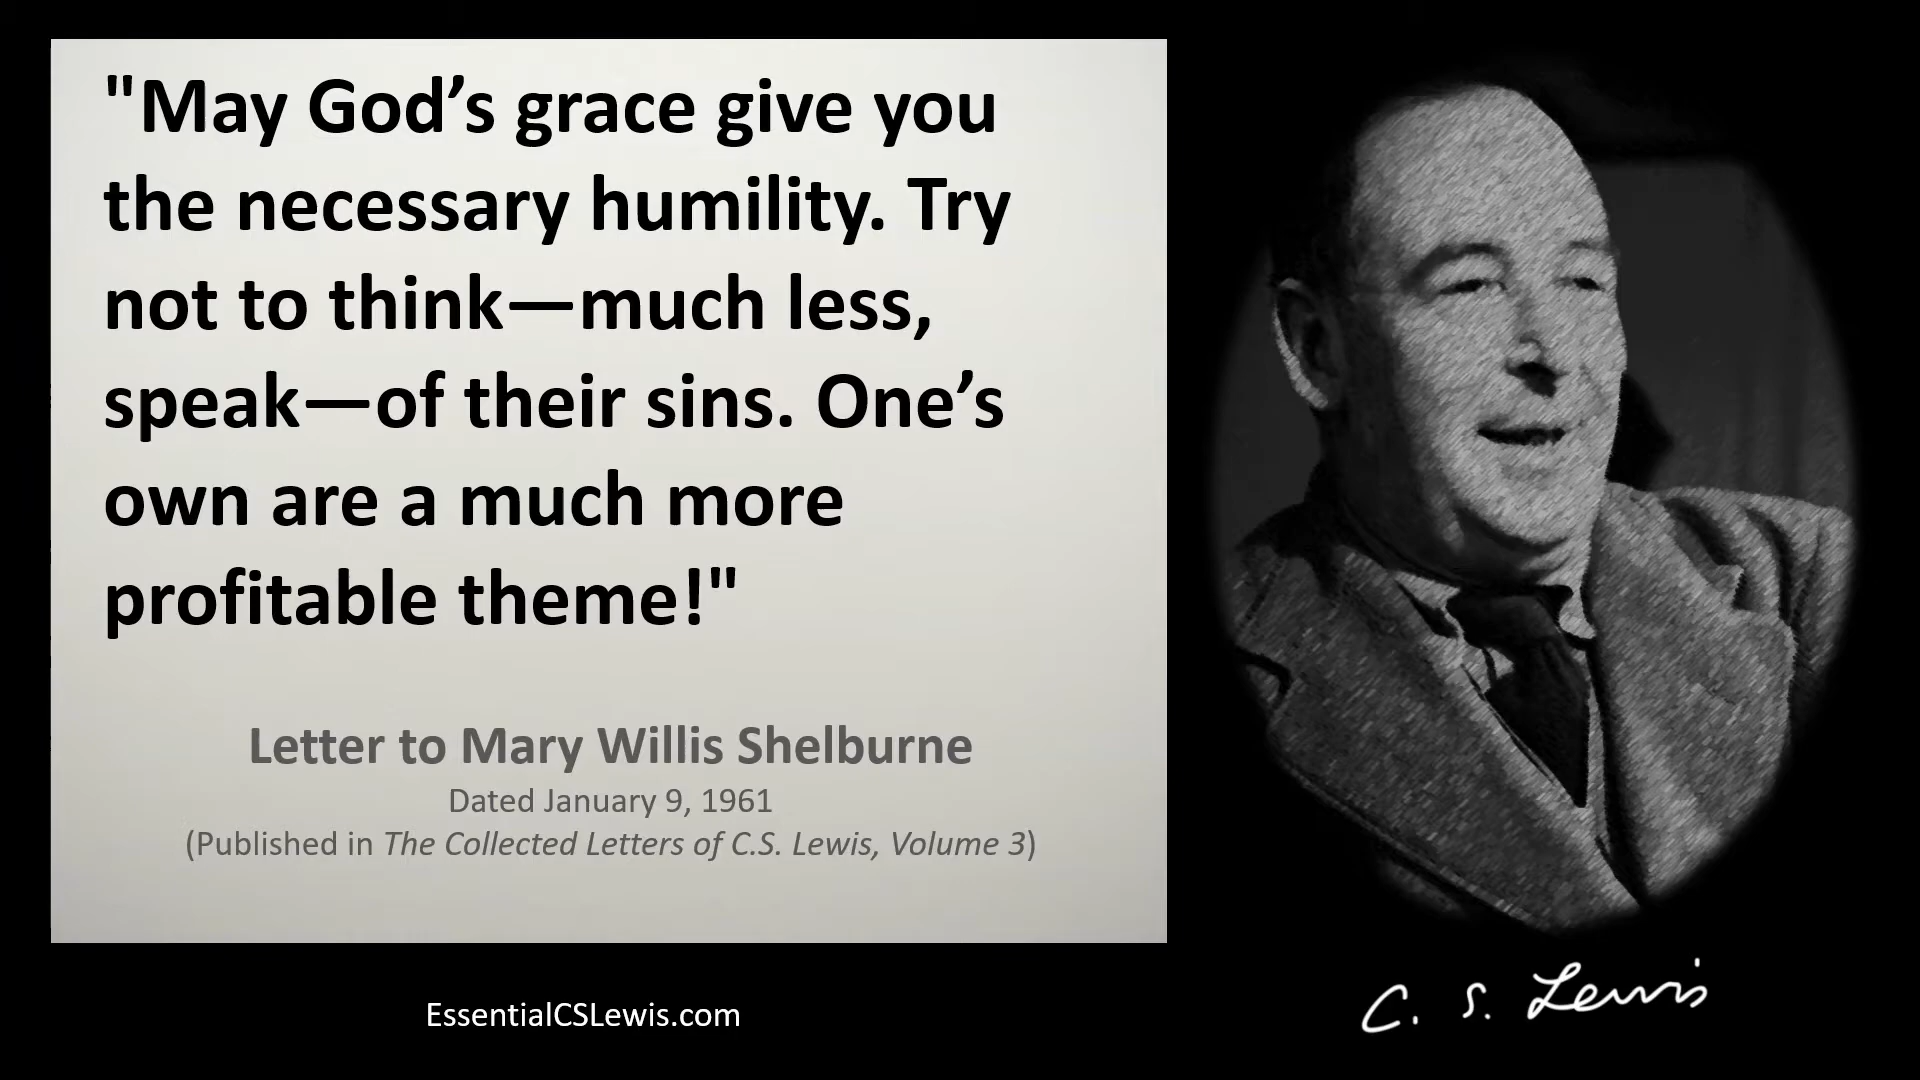 "May God’s grace give you
the necessary humility. Try
not to think—much less,
speak—of their sins. One’s
own are a much more
profitable theme!"
Letter to Mary Willis Shelburne
Dated January 9, 1961
(Published in The Collected Letters of C.S. Lewis, Volume 3)
EssentialCSLewis.com
C. S. Lewis